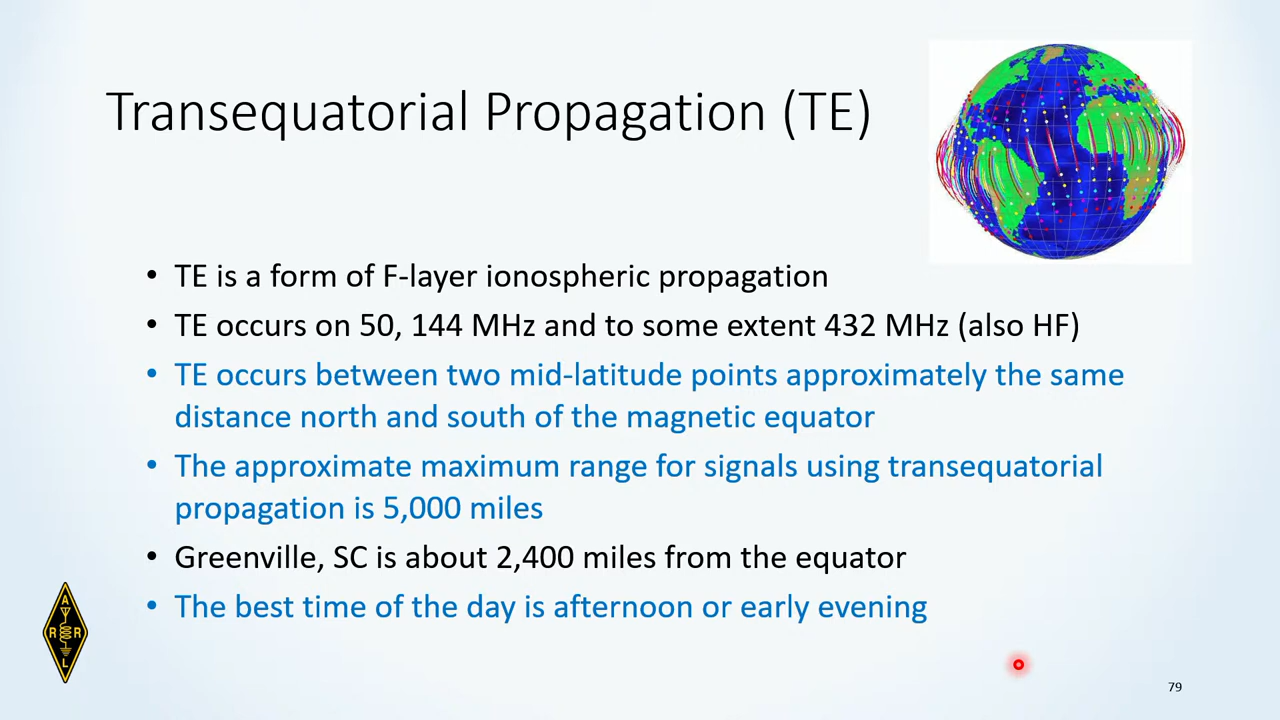 Transequatorial Propagation (TE)
• TE is a form of F-layer ionospheric propagation
• TE occurs on 50, 144 MHz and to some extent 432 MHz (also HF)
• TE occurs between two mid-latitude points approximately the same
distance north and south of the magnetic equator
• The approximate maximum range for signals using transequatorial
propagation is 5,000 miles
• Greenville, SC is about 2,400 miles from the equator
• The best time of the day is afternoon or early evening
A
R R
L
79